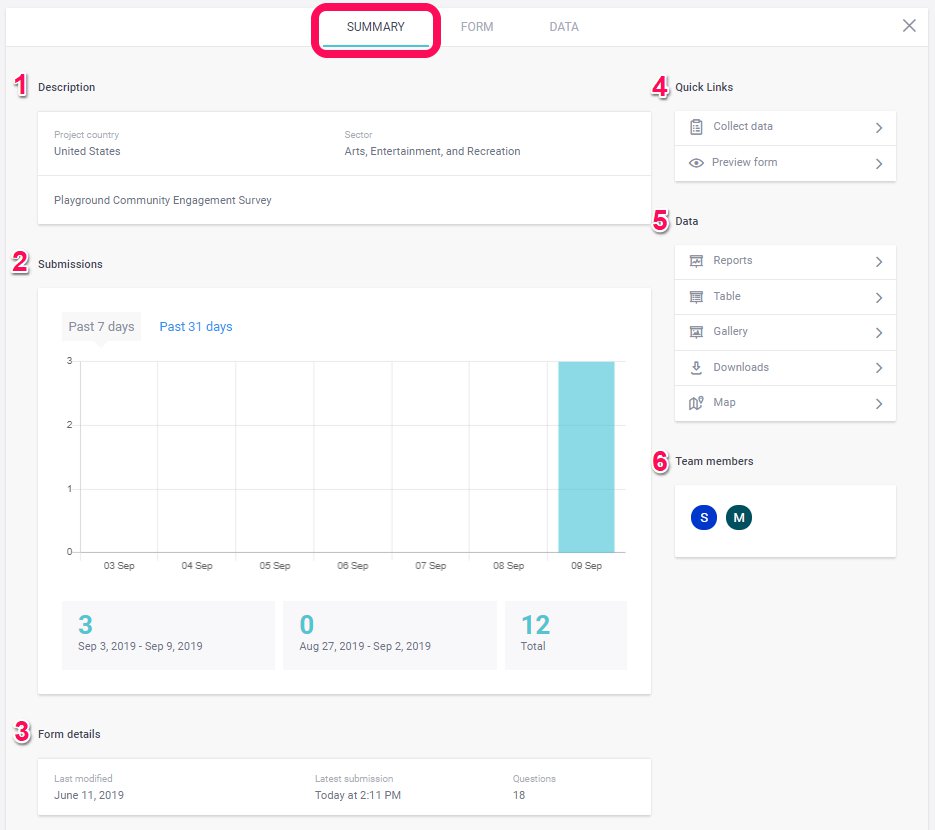 SUMMARY FORM DATA
1 Description
Project country Sector
United States Arts, Entertainment, and Recreation
Playground Community Engagement Survey
2 Submissions
Past 7 days Past 31 days
3
2
1
0
03 Sep 04 Sep 05 Sep 06 Sep 07 Sep 08 Sep 09 Sep
3 0 12
Sep 3, 2019 - Sep 9, 2019 Aug 27, 2019 - Sep 2, 2019 Total
3 Form details
Last modified Latest submission Questions
June 11, 2019 Today at 2:11 PM 18
4 Quick Links
Collect data
Preview form
5 Data
Reports
Table
Gallery
Downloads
Map
6 Team members
S M